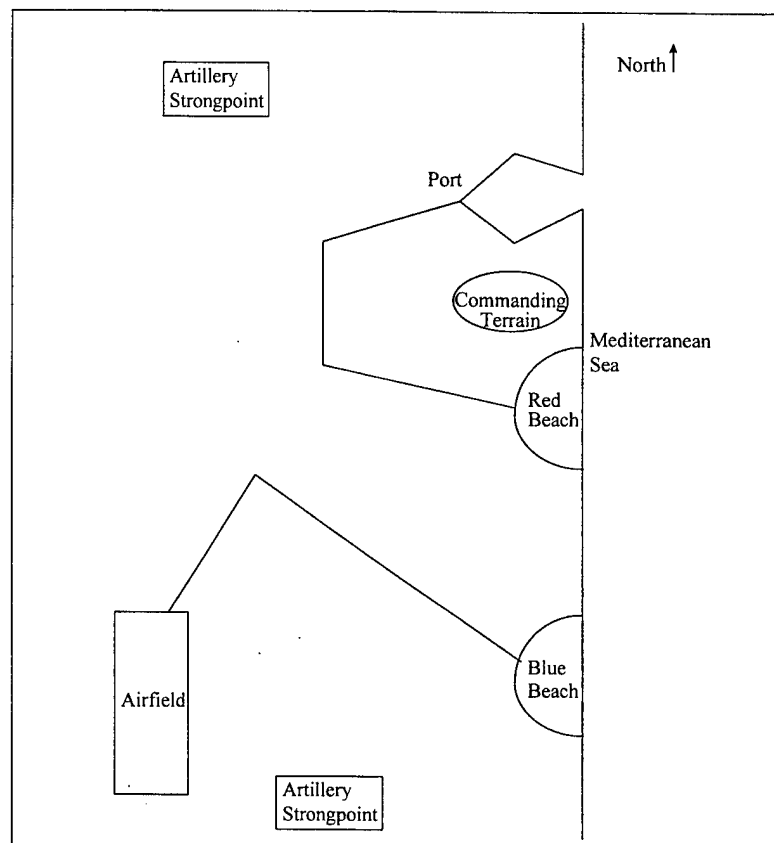 Artillery
Strongpoint
North
Port
Commanding
Terrain
Mediterranean
Sea
Red
Beach
Blue
Beach
Airfield
Artillery
Strongpoint